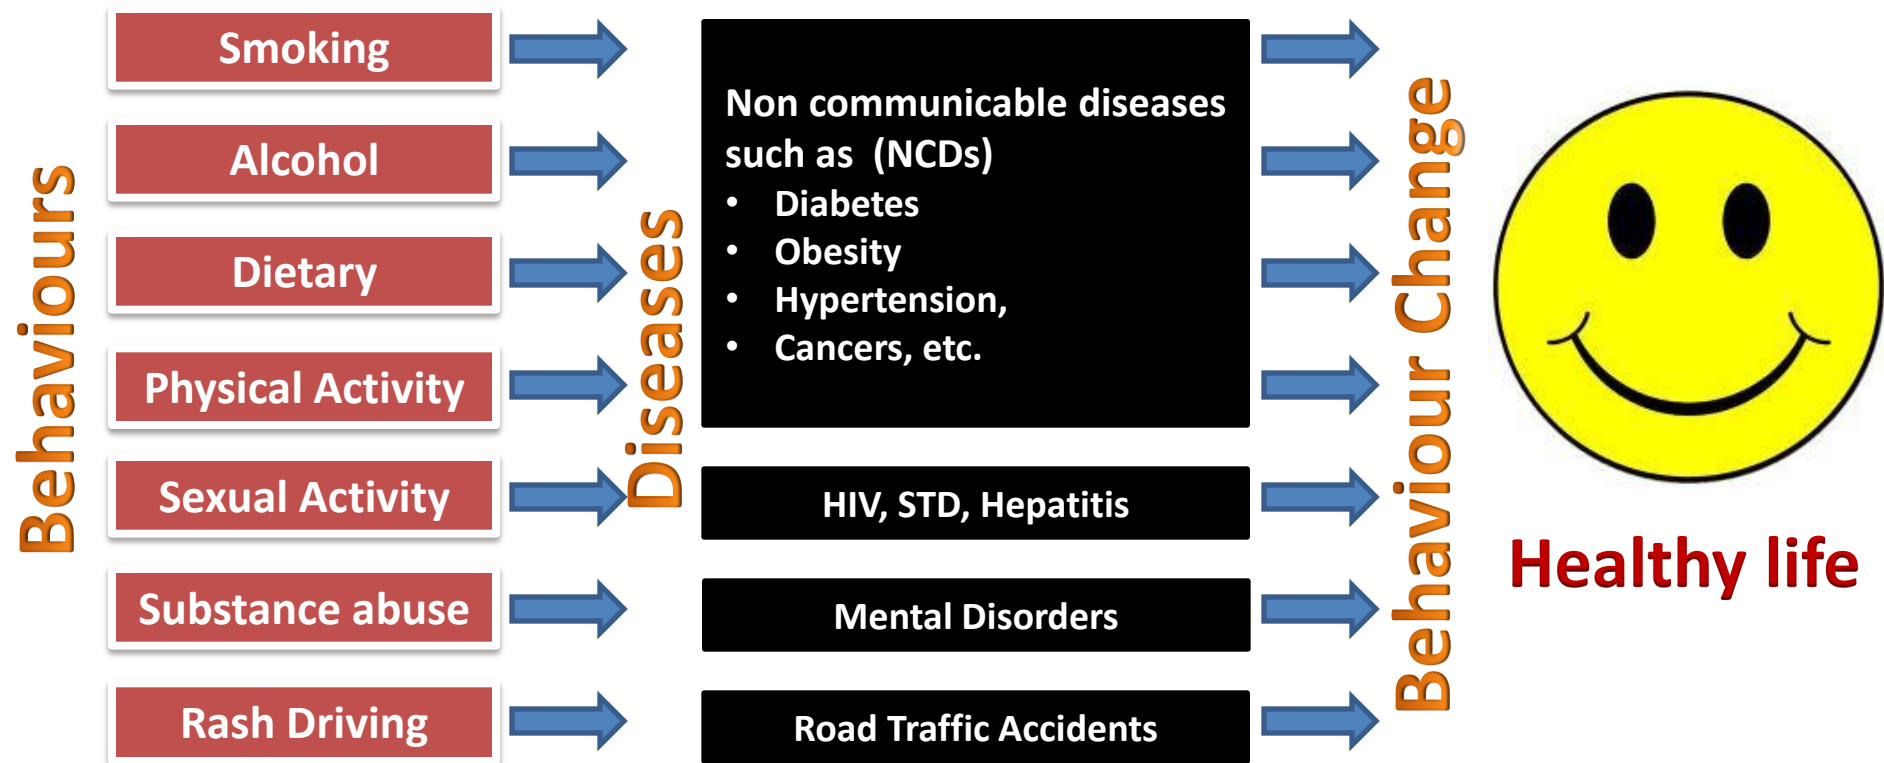 Behaviours
Smoking
Alcohol
Dietary
Physical Activity
Sexual Activity
Substance abuse
Rash Driving
Diseases
Non communicable diseases
such as  (NCDs)
• Diabetes
• Obesity
• Hypertension,
• Cancers, etc.
HIV, STD, Hepatitis
Mental Disorders
Road Traffic Accidents
Behaviour Change
Healthy life